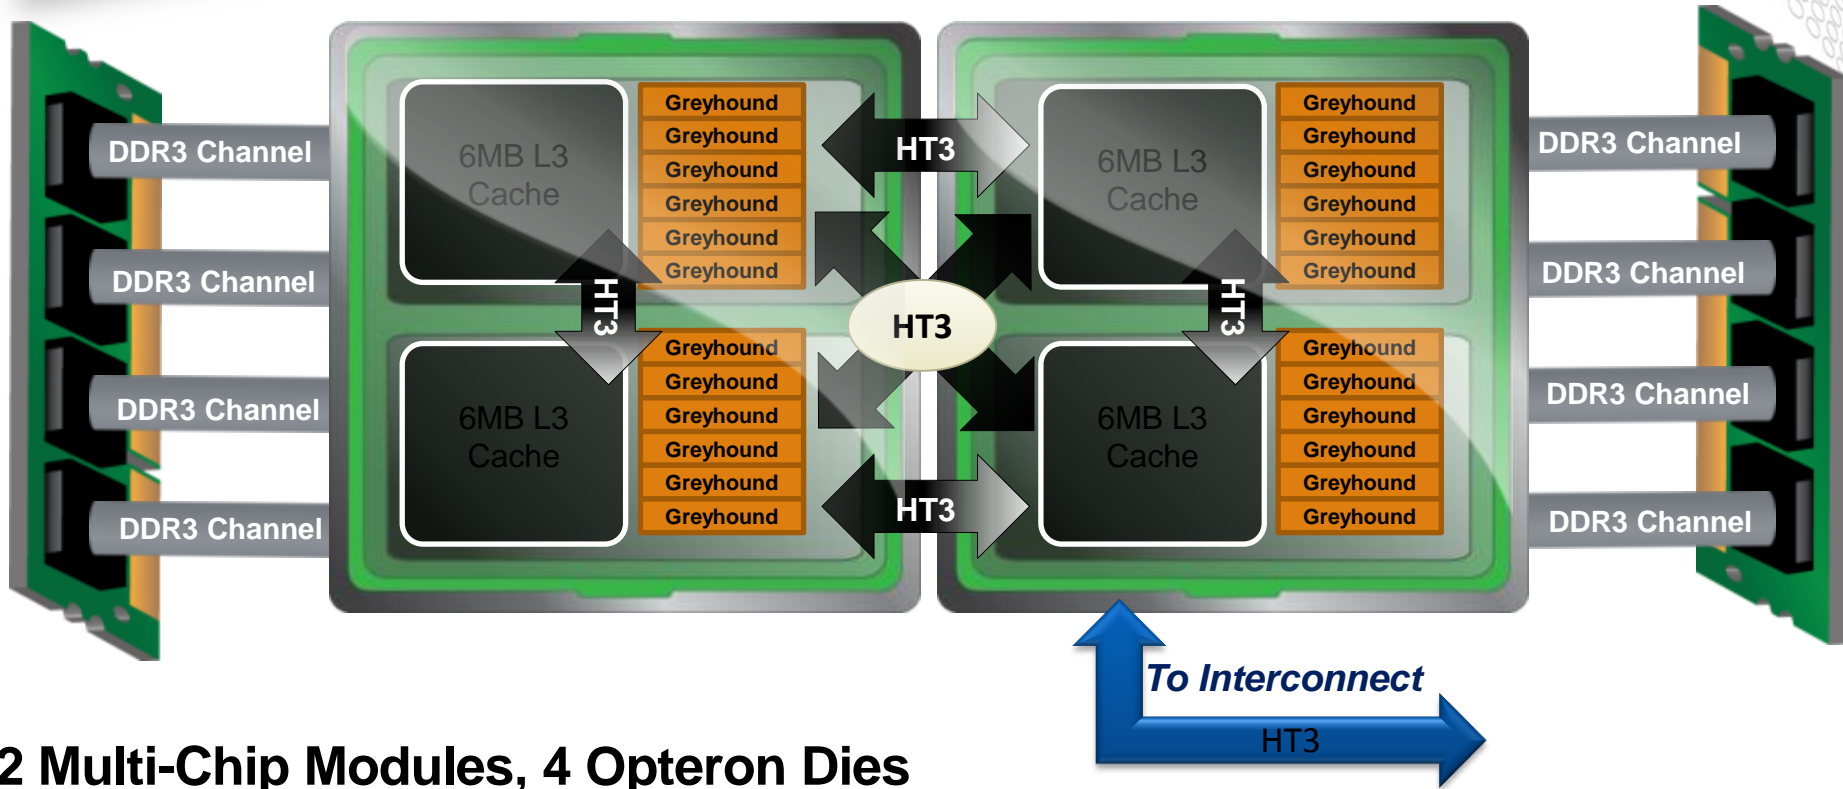 DDR3 Channel
DDR3 Channel
DDR3 Channel
DDR3 Channel
6MB L3
Cache
Greyhound
Greyhound
Greyhound
Greyhound
Greyhound
Greyhound
HT3
6MB L3
Cache
Greyhound
Greyhound
Greyhound
Greyhound
Greyhound
Greyhound
HT3
HT3
HT3
6MB L3
Cache
Greyhound
Greyhound
Greyhound
Greyhound
Greyhound
Greyhound
HT3
6MB L3
Cache
Greyhound
Greyhound
Greyhound
Greyhound
Greyhound
Greyhound
DDR3 Channel
DDR3 Channel
DDR3 Channel
DDR3 Channel
To Interconnect
HT3
2 Multi-Chip Modules, 4 Opteron Dies